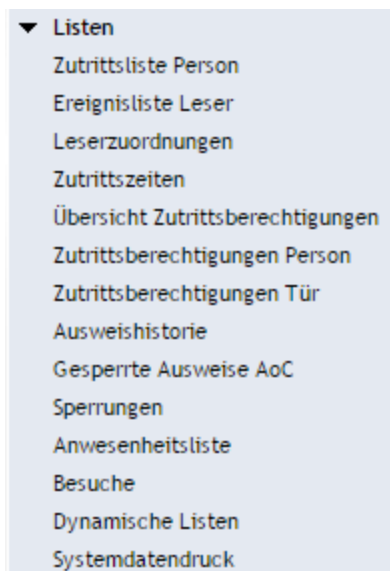 Listen
Zutrittsliste Person
Ereignisliste Leser
Leserzuordnungen
Zutrittszeiten
Übersicht Zutrittsberechtigungen
Zutrittsberechtigungen Person
Zutrittsberechtigungen Tür
Ausweishistorie
Gesperrte Ausweise AoC
Sperrungen
Anwesenheitsliste
Besuche
Dynamische Listen
Systemdatendruck